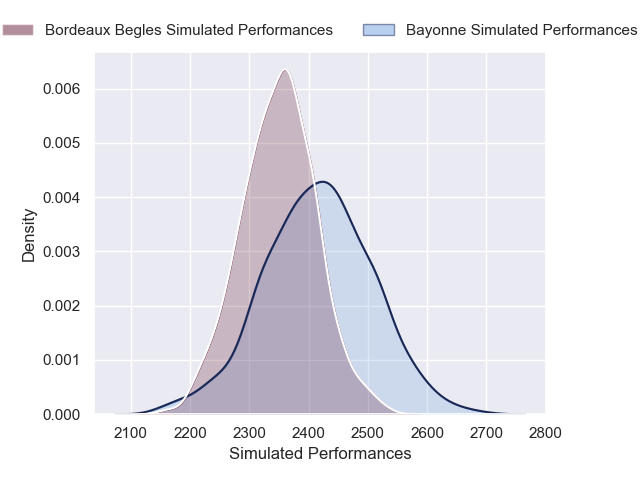 Bordeaux Begles Simulated Performances
Bayonne Simulated Performances
0.006
0.005
0.004
0.003
0.002
0.001
0.000
Density
2100 2200 2300 2400 2500 2600 2700 2800
Simulated Performances